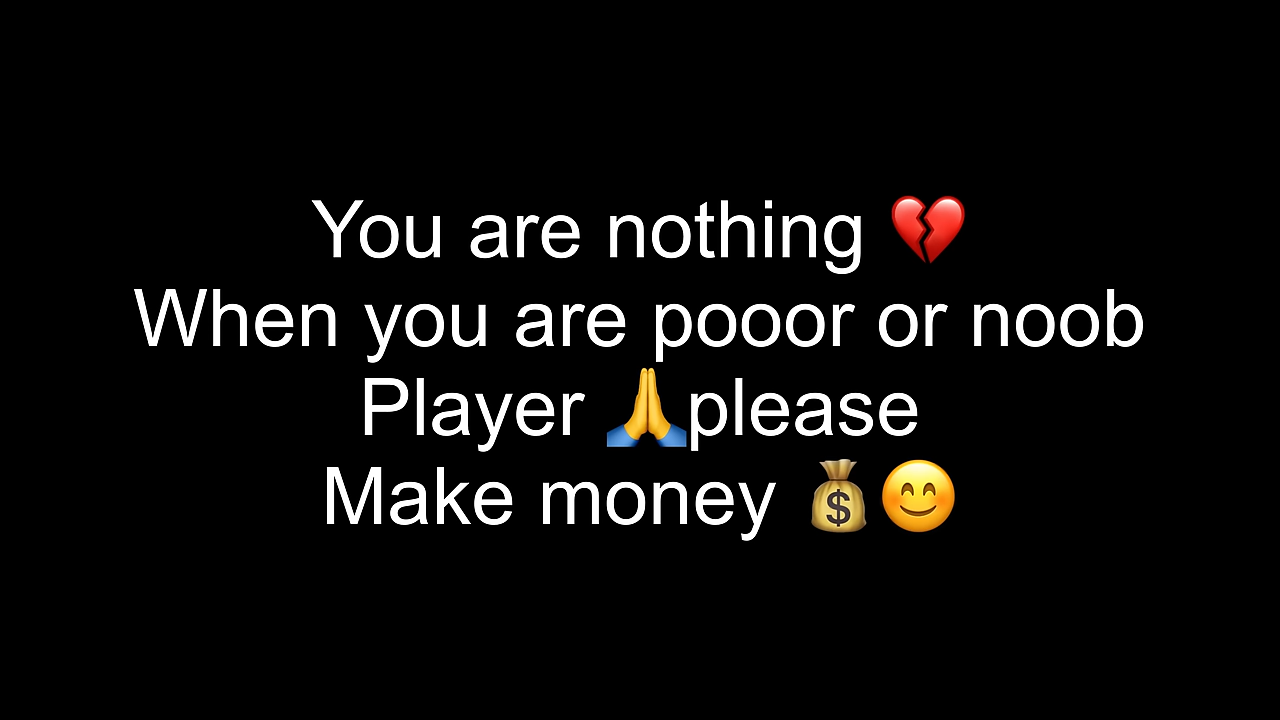 You are nothing 💔
When you are pooor or noob
Player 🙏please
Make money 💰😊